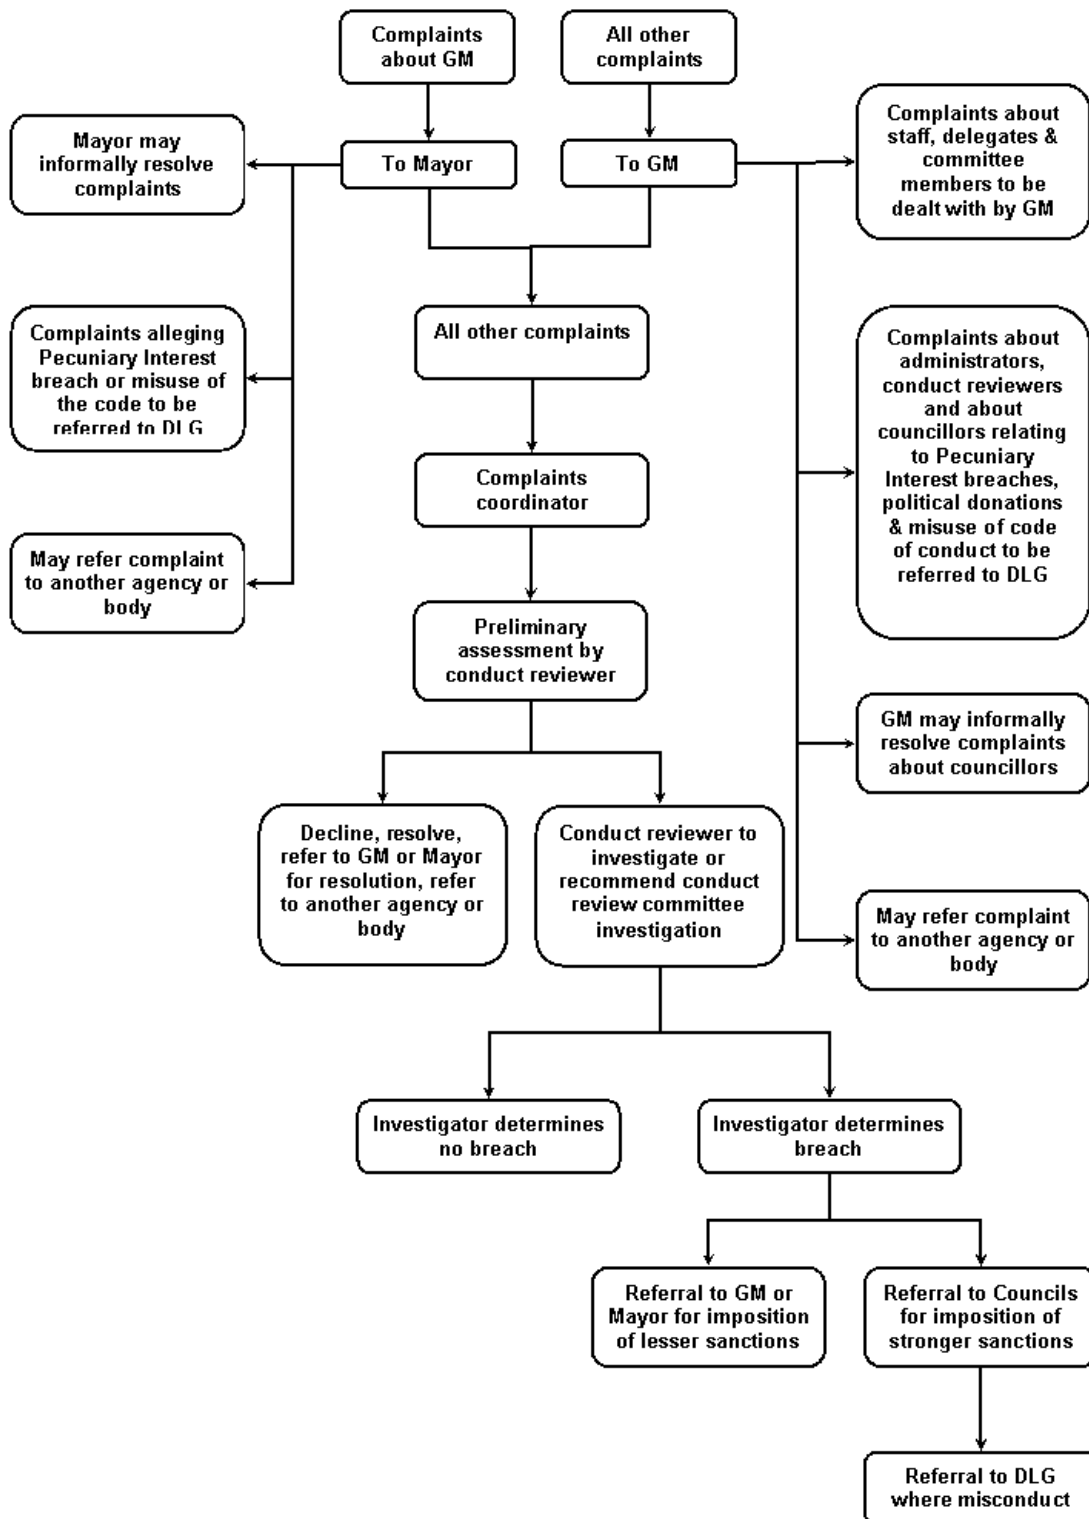 Complaints
about GM
All other
complaints
Mayor may
informally resolve
complaints
To Mayor
To GM
Complaints about
staff, delegates &
committee
members to be
dealt with by GM
Complaints alleging
Pecuniary Interest
breach or misuse of
the code to be
referred to DLG
All other complaints
Complaints about
administrators,
conduct reviewers
and about
councillors relating
to Pecuniary
Interest breaches,
political donations
& misuse of code
of conduct to be
referred to DLG
Complaints
coordinator
May refer complaint
to another agency or
body
Preliminary
assessment by
conduct reviewer
GM may informally
resolve complaints
about councillors
Decline, resolve,
refer to GM or Mayor
for resolution, refer
to another agency or
body
Conduct reviewer to
investigate or
recommend conduct
review committee
investigation
May refer complaint
to another agency or
body
Investigator determines
no breach
Investigator determines
breach
Referral to GM or
Mayor for imposition
of lesser sanctions
Referral to Councils
for imposition of
stronger sanctions
Referral to DLG
where misconduct